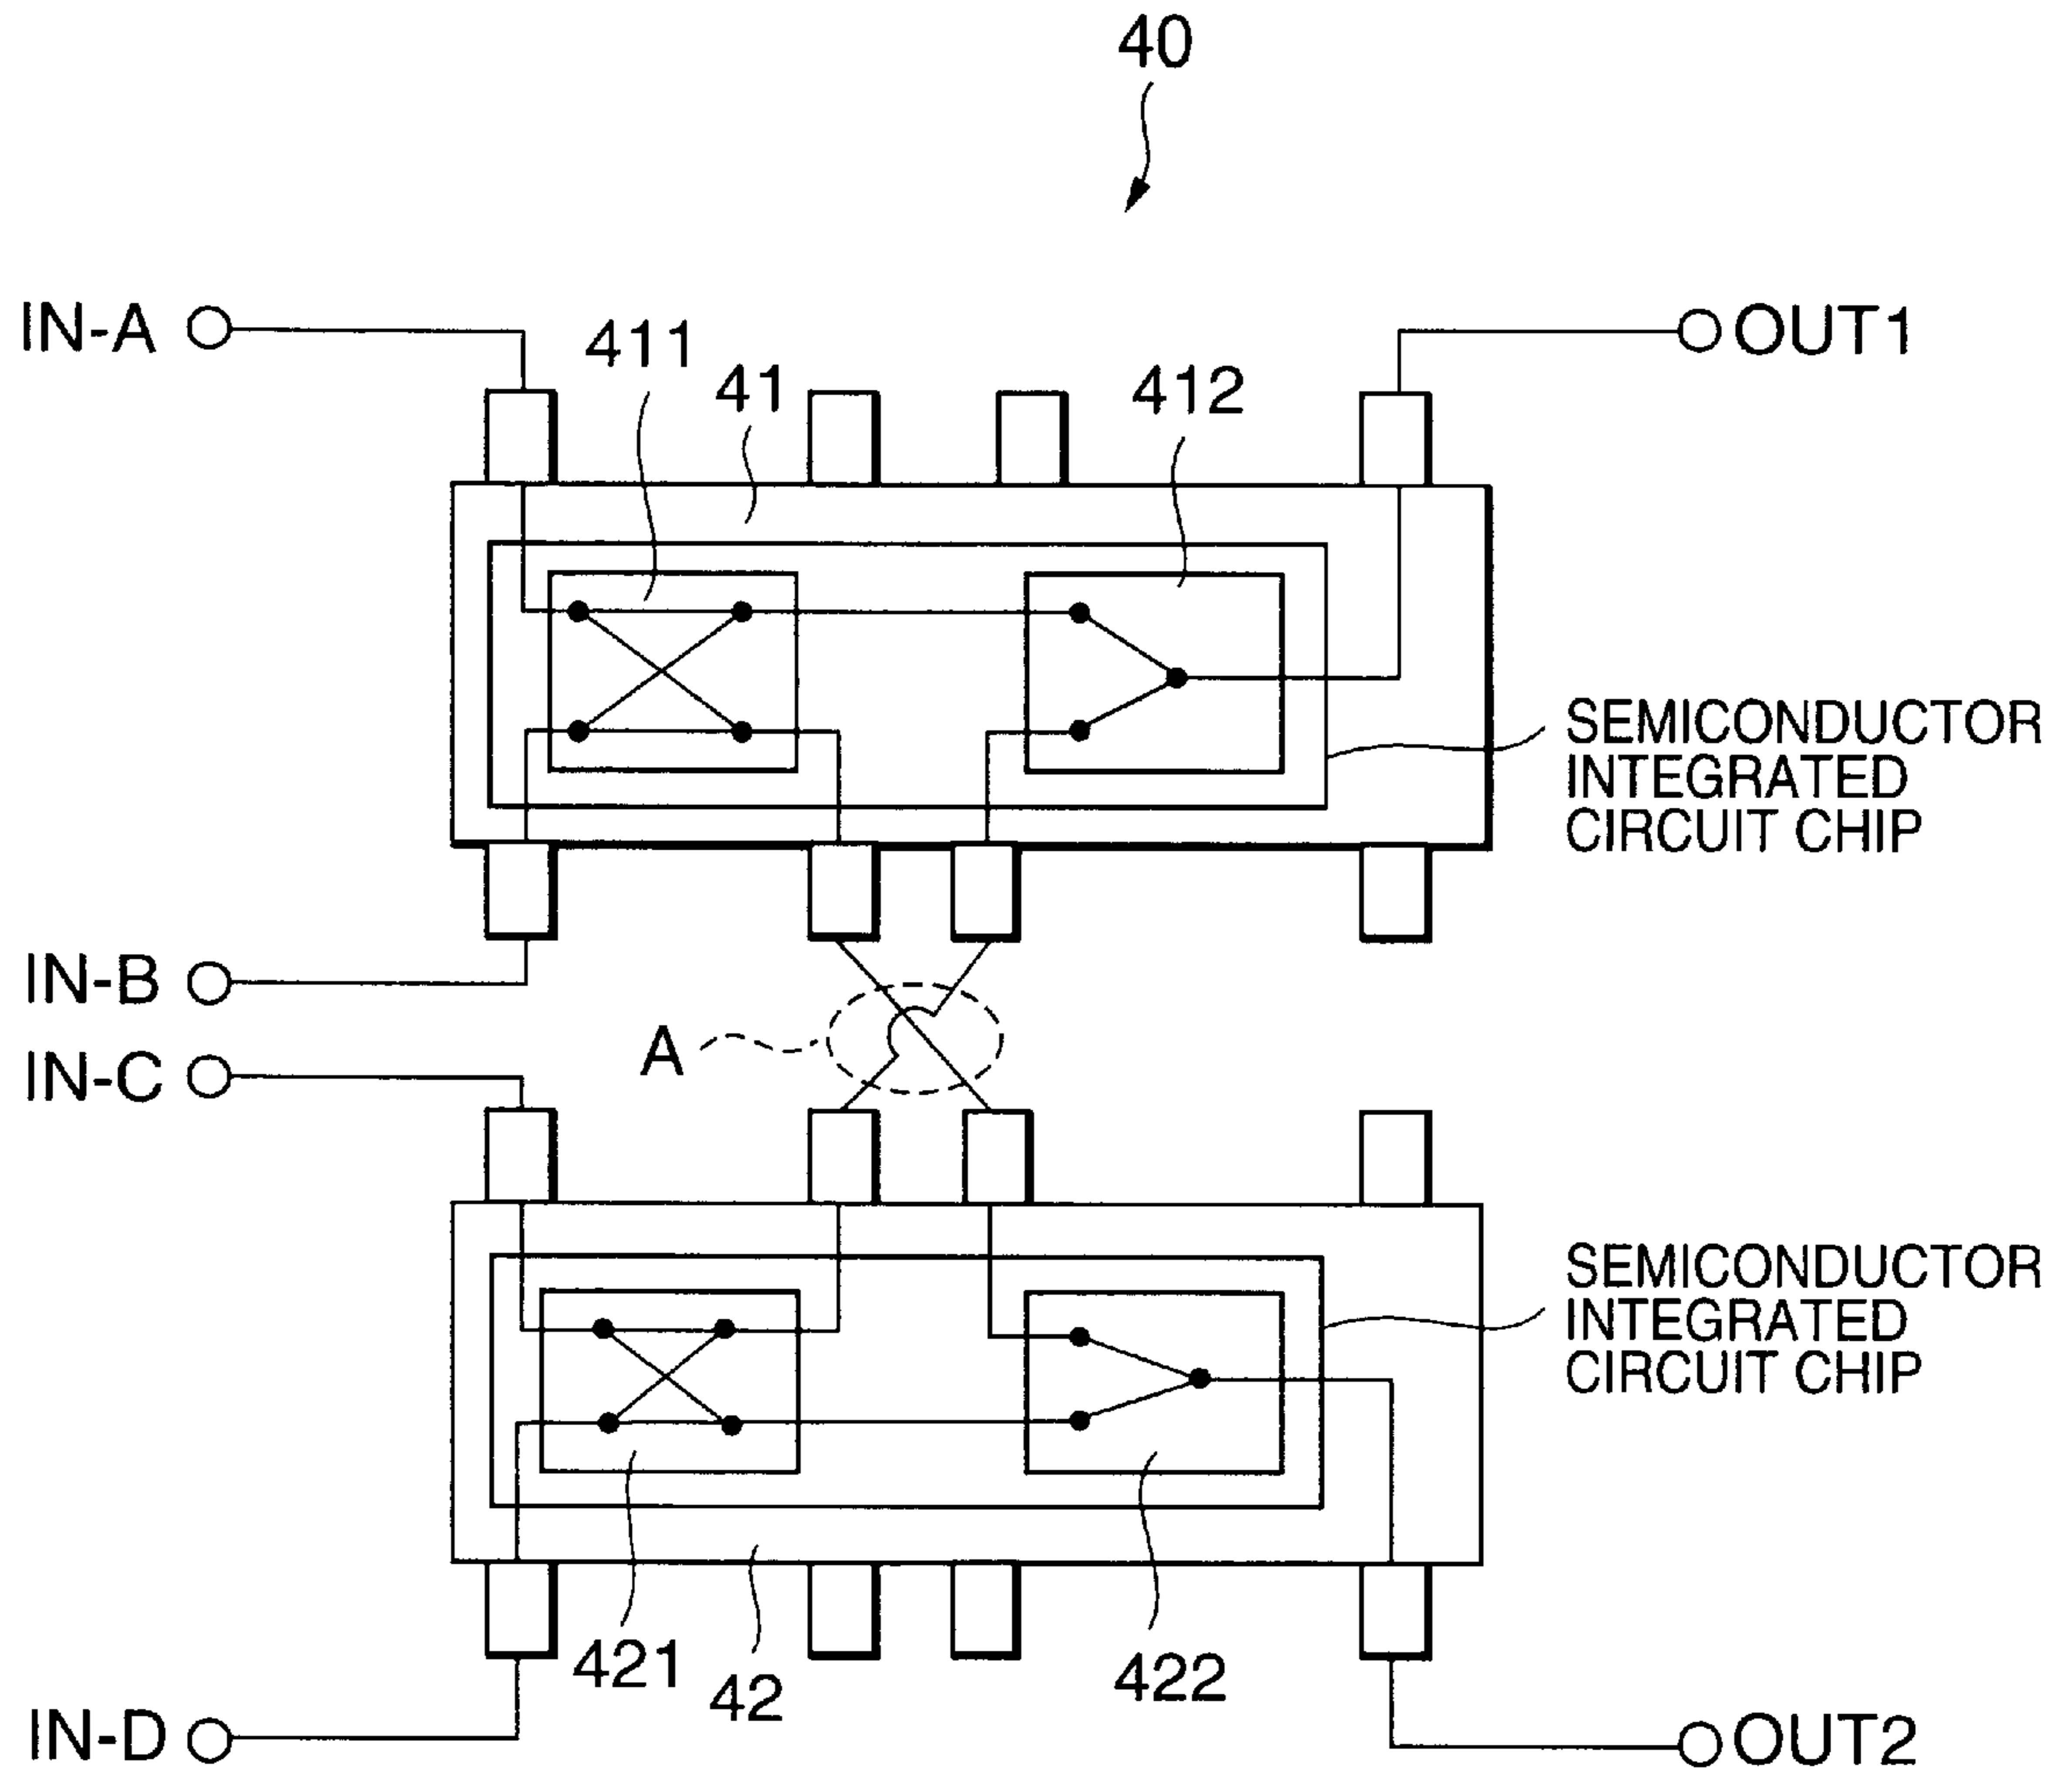 40
IN-A
OUT1
411
41
412
SEMICONDUCTOR
INTEGRATED
CIRCUIT CHIP
IN-B
A
IN-C
SEMICONDUCTOR
INTEGRATED
CIRCUIT CHIP
421
42
422
IN-D
OUT2